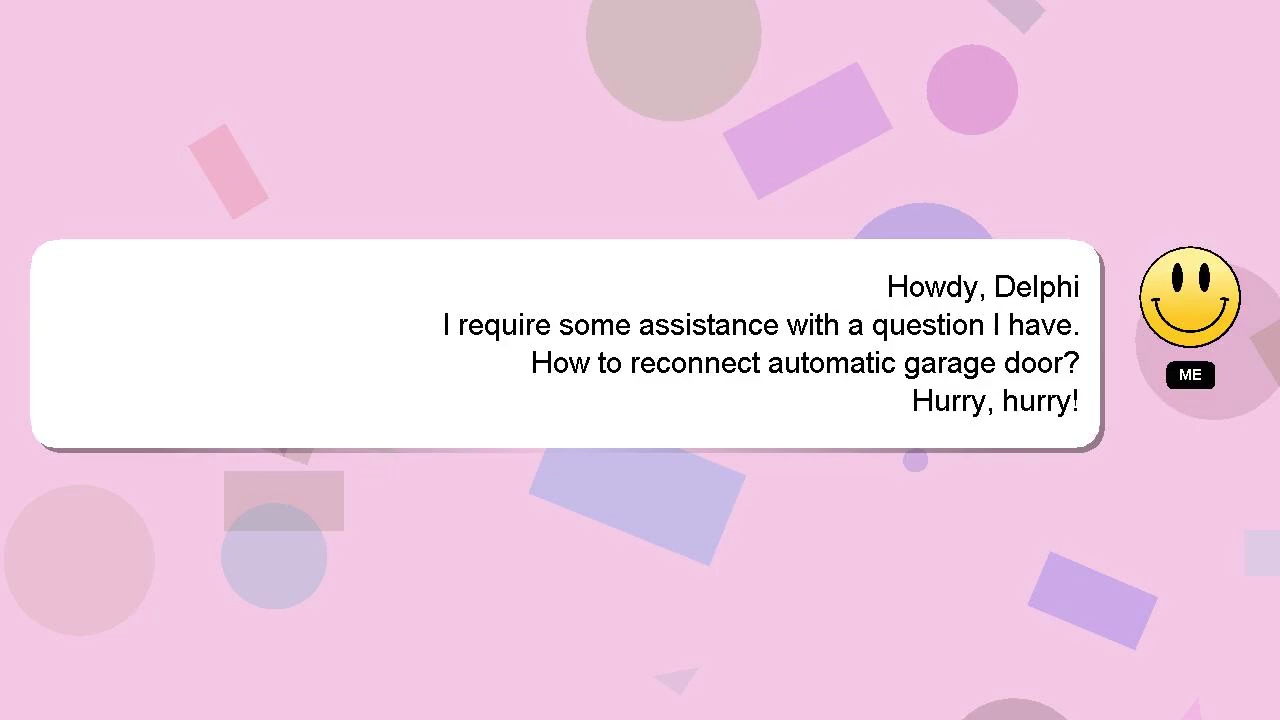 Howdy, Delphi
I require some assistance with a question I have.
How to reconnect automatic garage door?
Hurry, hurry!
ME